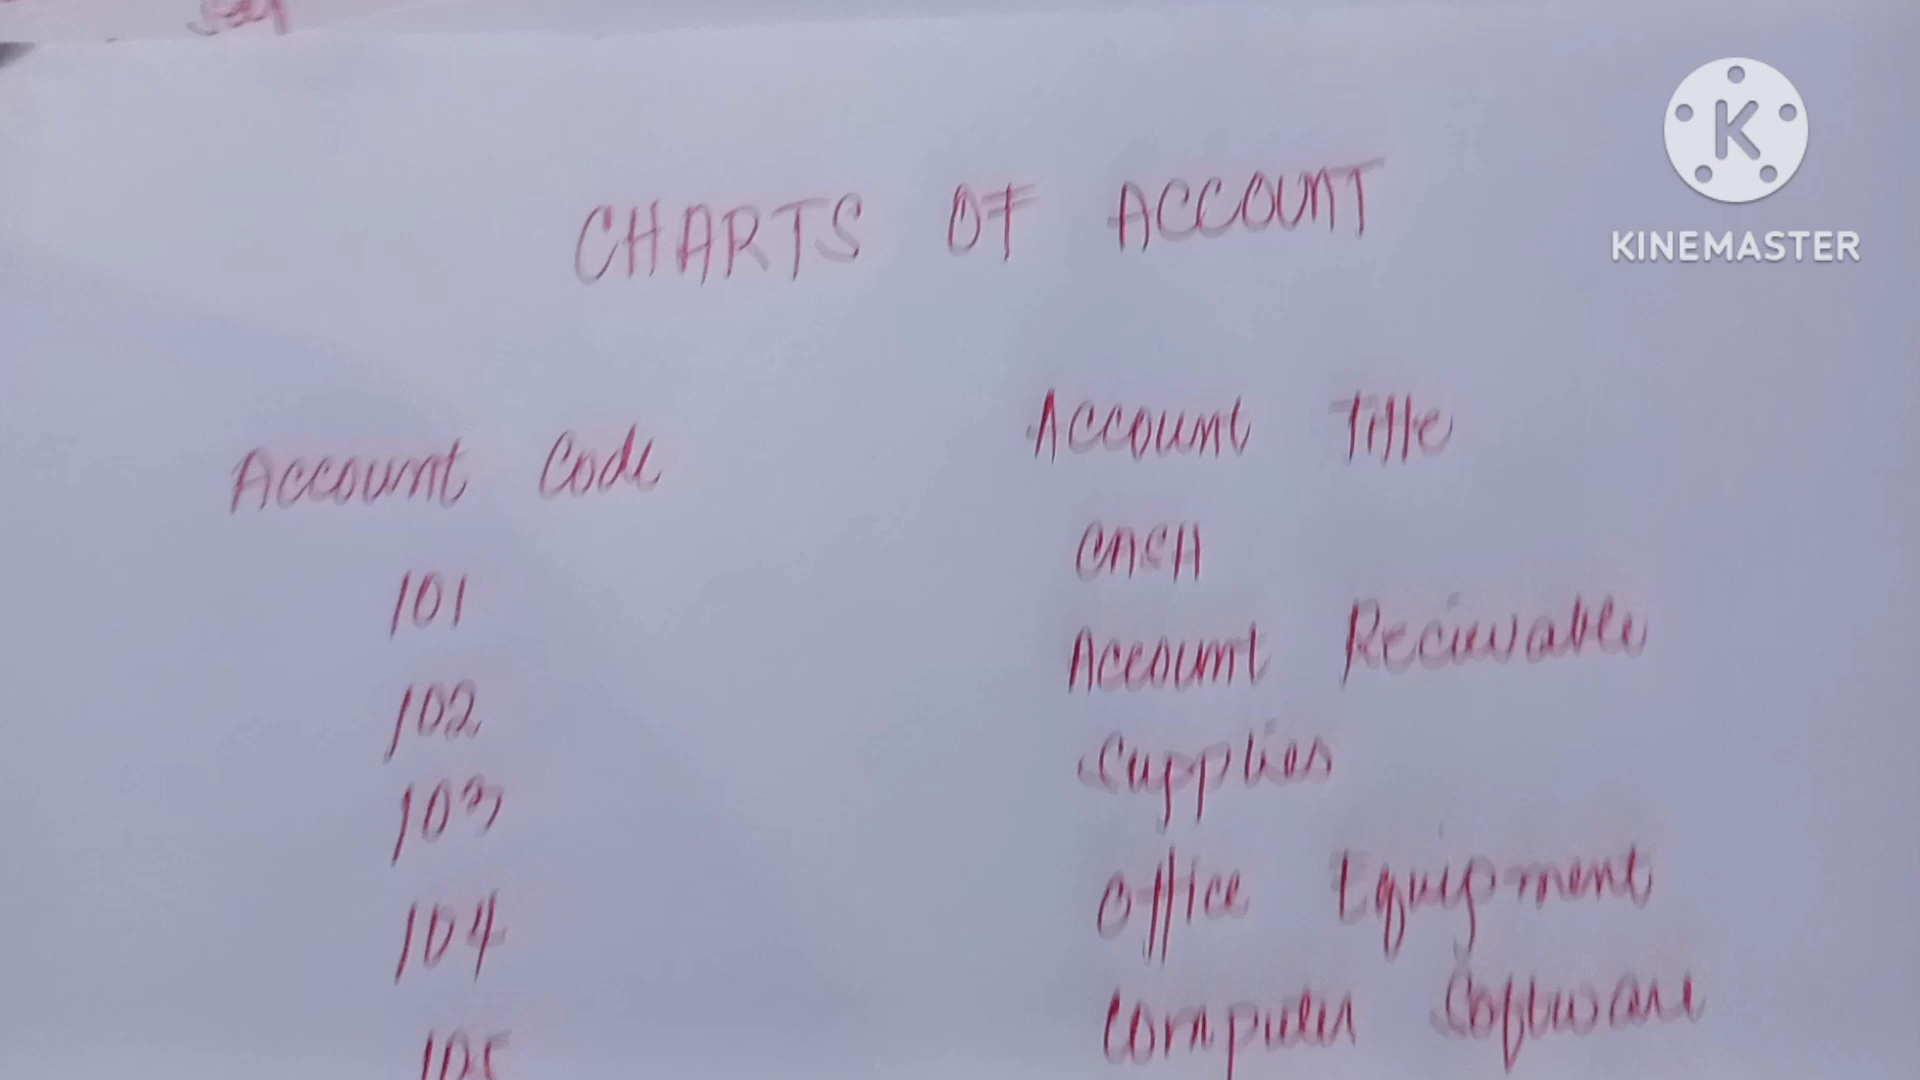 CHARTS OF ACCOUNT
K
KINEMASTER
Account Code Account Title
101 CASH
102 Account Recievable
103 Supplies
104 Office Equipment
105 Computer Software